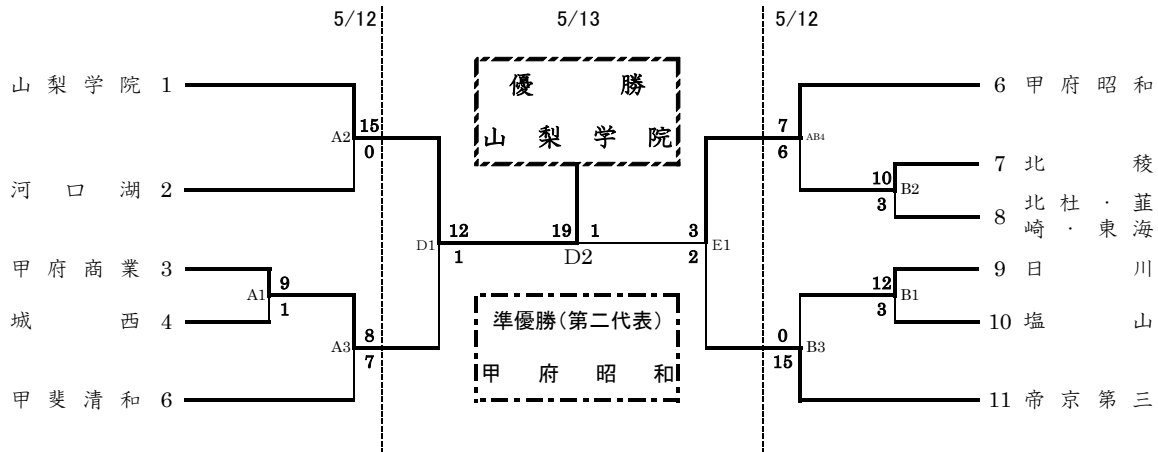 5/12 5/13 5/12
優勝
山梨学院 1
6 甲府昭和
山梨学院
A2 15
0
7 AB4
6
7 北稜
10
3 B2
河口湖 2
8 北杜・韮
崎・東海
D1 12
1
19 1
D2
3
2 E1
甲府商業 3
9 日川
A1 9
1
12
3 B1
準優勝(第二代表)
城西 4
10 塩山
A3 8
7
0
15 B3
甲府昭和
甲斐清和 6
11 帝京第三